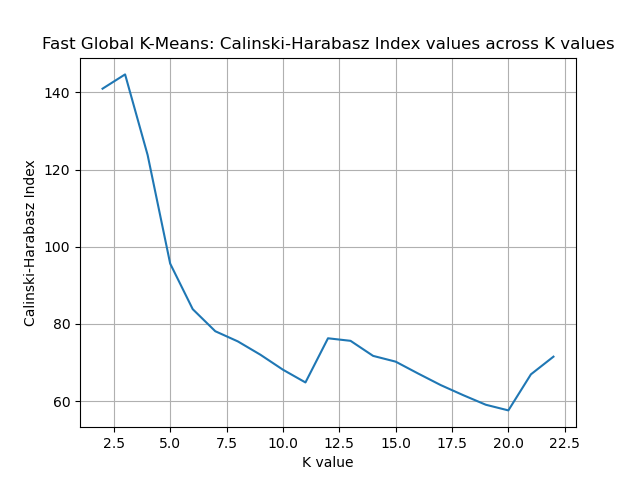 Fast Global K-Means: Calinski-Harabasz Index values across K values
Calinski-Harabasz Index
140
120
100
80
60
2.5 5.0 7.5 10.0 12.5 15.0 17.5 20.0 22.5
K value